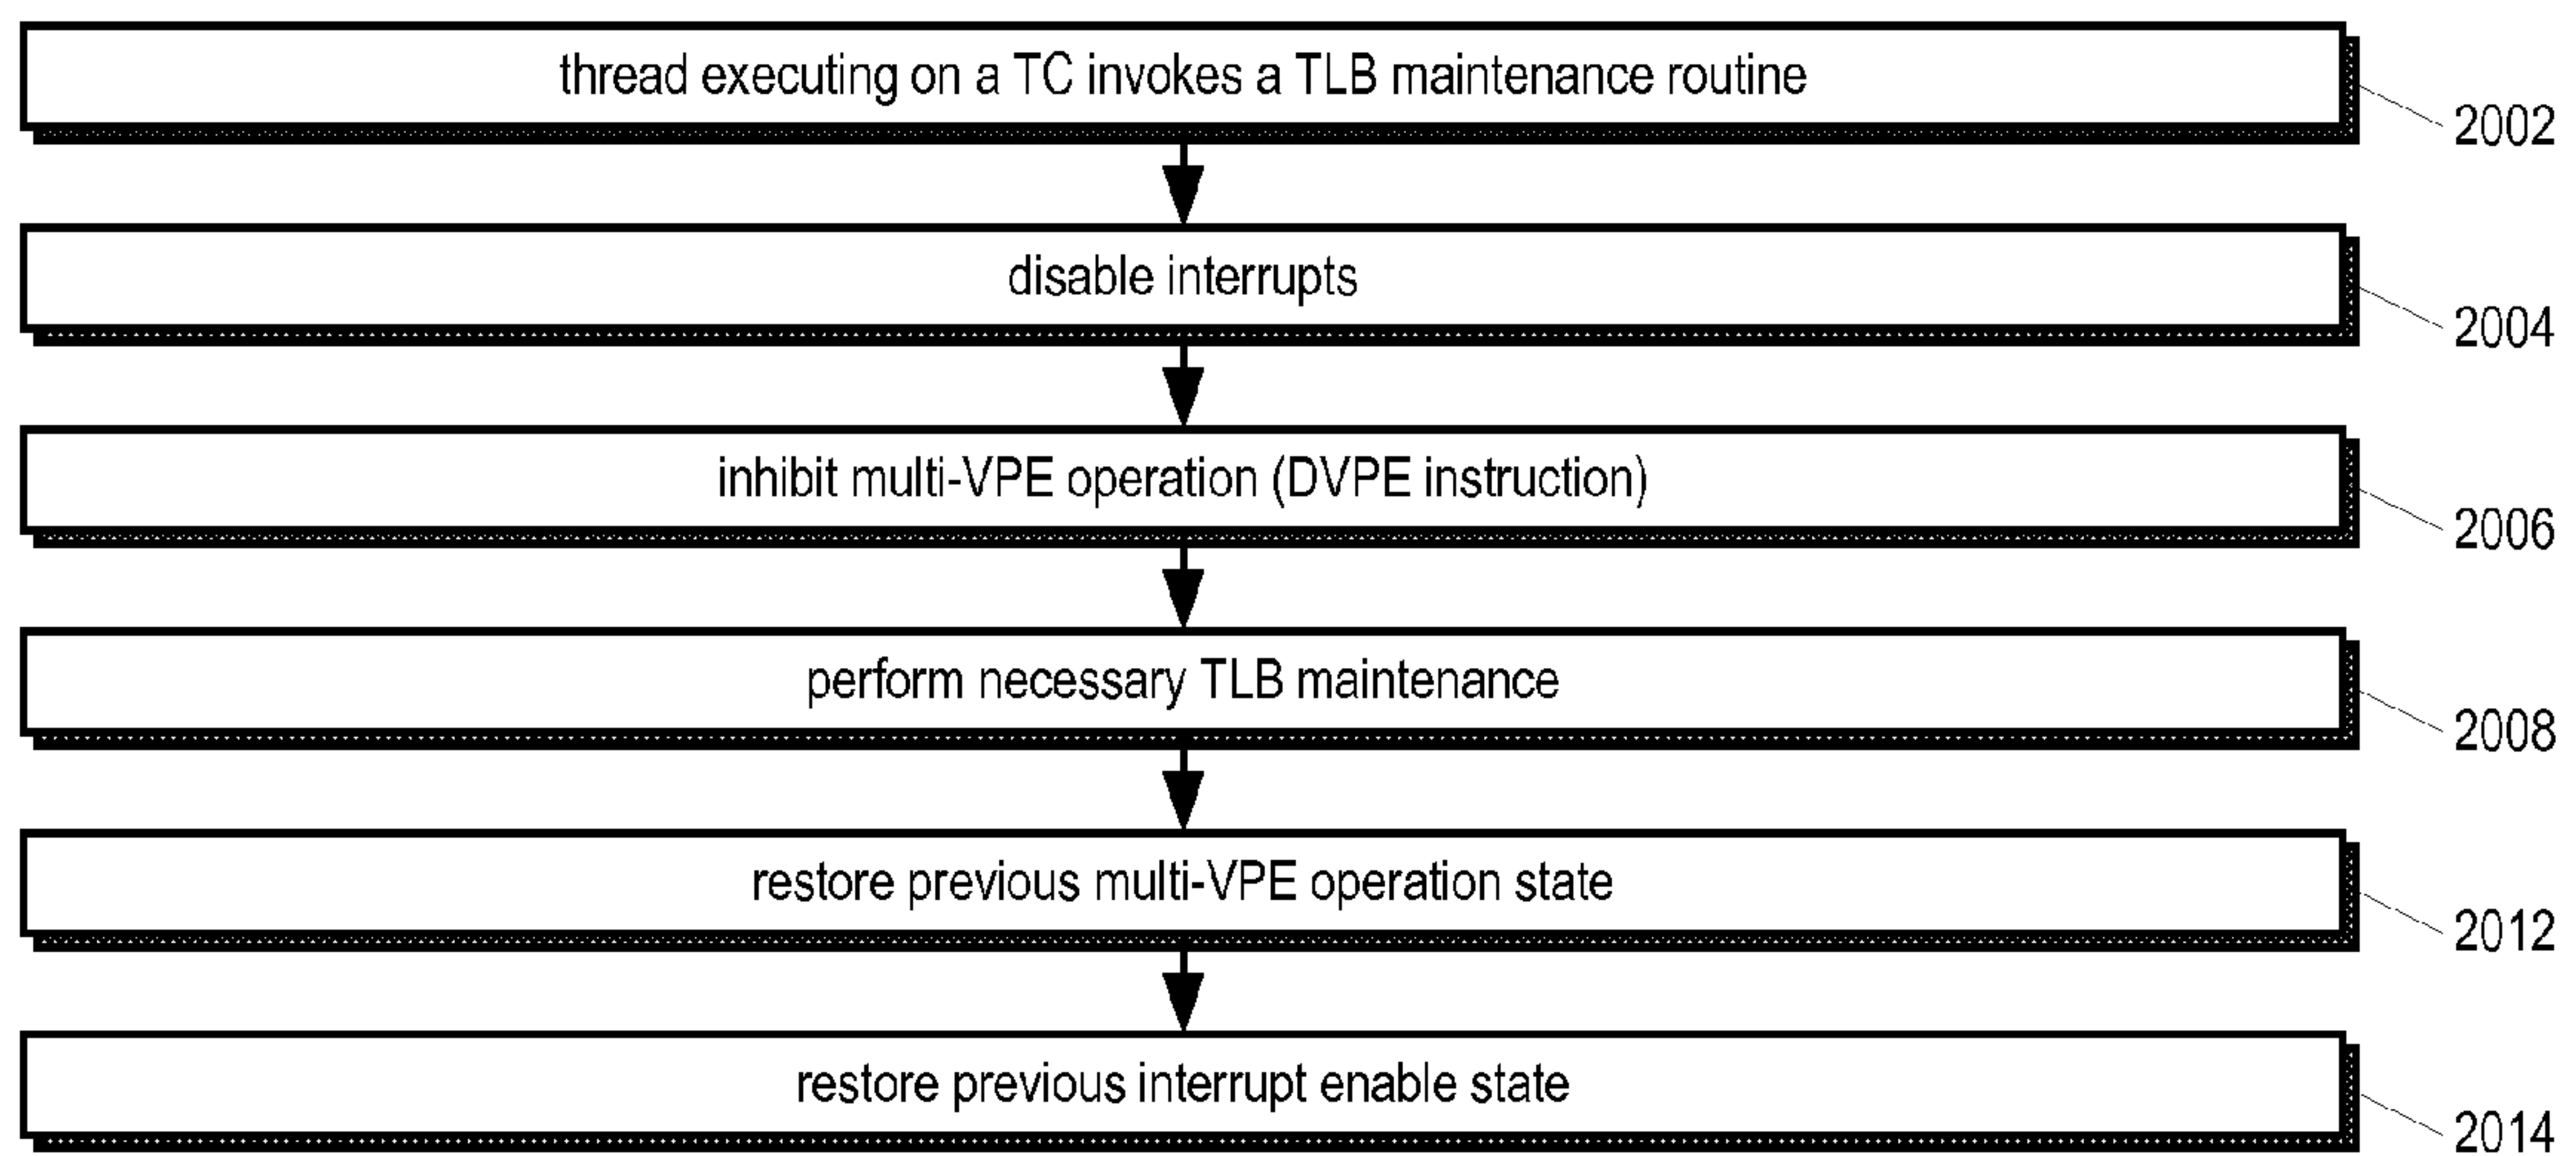 thread executing on a TC invokes a TLB maintenance routine
2002
disable interrupts
2004
inhibit multi-VPE operation (DVPE instruction)
2006
perform necessary TLB maintenance
2008
restore previous multi-VPE operation state
2012
restore previous interrupt enable state
2014